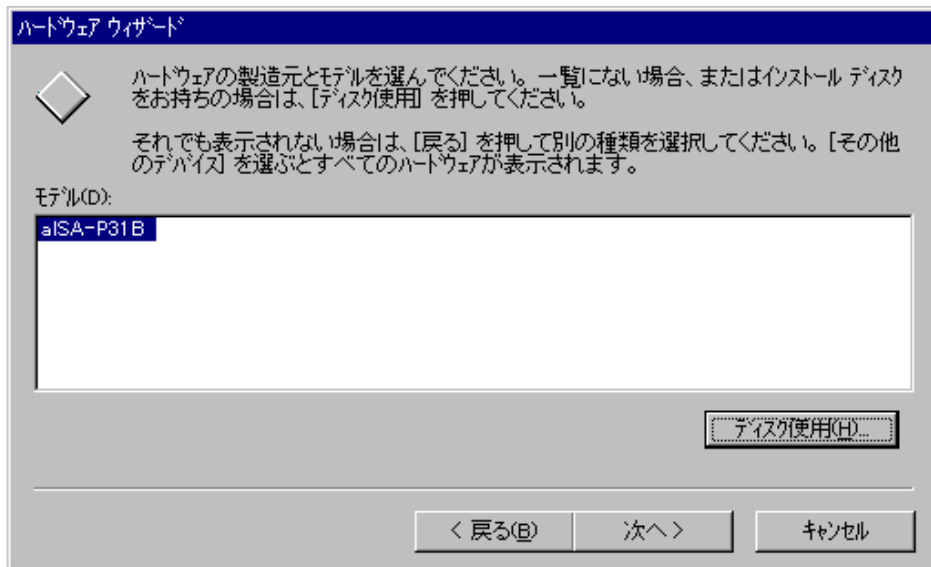 ﾊｰﾄﾞｳｪｱ ｳｨｻﾞｰﾄﾞ
ﾊｰﾄﾞｳｪｱの製造元とﾓﾃﾞﾙを選んでください。一覧にない場合、またはｲﾝｽﾄｰﾙ ﾃﾞｨｽｸ
をお持ちの場合は、[ﾃﾞｨｽｸ使用] を押してください。
それでも表示されない場合は、[戻る] を押して別の種類を選択してください。[その他
のﾃﾞﾊﾞｲｽ] を選ぶとすべてのﾊｰﾄﾞｳｪｱが表示されます。
ﾓﾃﾞﾙ(D):
aISA-P31B
ﾃﾞｨｽｸ使用(H)...
< 戻る(B)
次へ >
ｷｬﾝｾﾙ